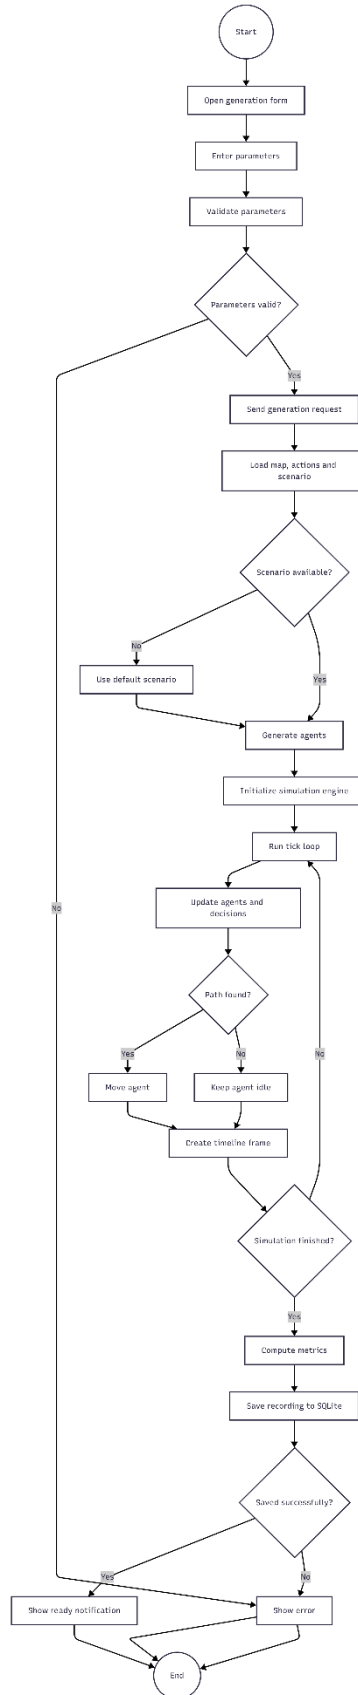 Start
Open generation form
Enter parameters
Validate parameters
Parameters valid?
Yes
Send generation request
Load map, actions and
scenario
Scenario available?
No
Use default scenario
Yes
Generate agents
Initialize simulation engine
Run tick loop
Update agents and
decisions
No
Path found?
Yes
No
No
Move agent
Keep agent idle
Create timeline frame
Simulation finished?
Yes
Compute metrics
Save recording to SQLite
Saved successfully?
Yes
No
Show ready notification
Show error
End